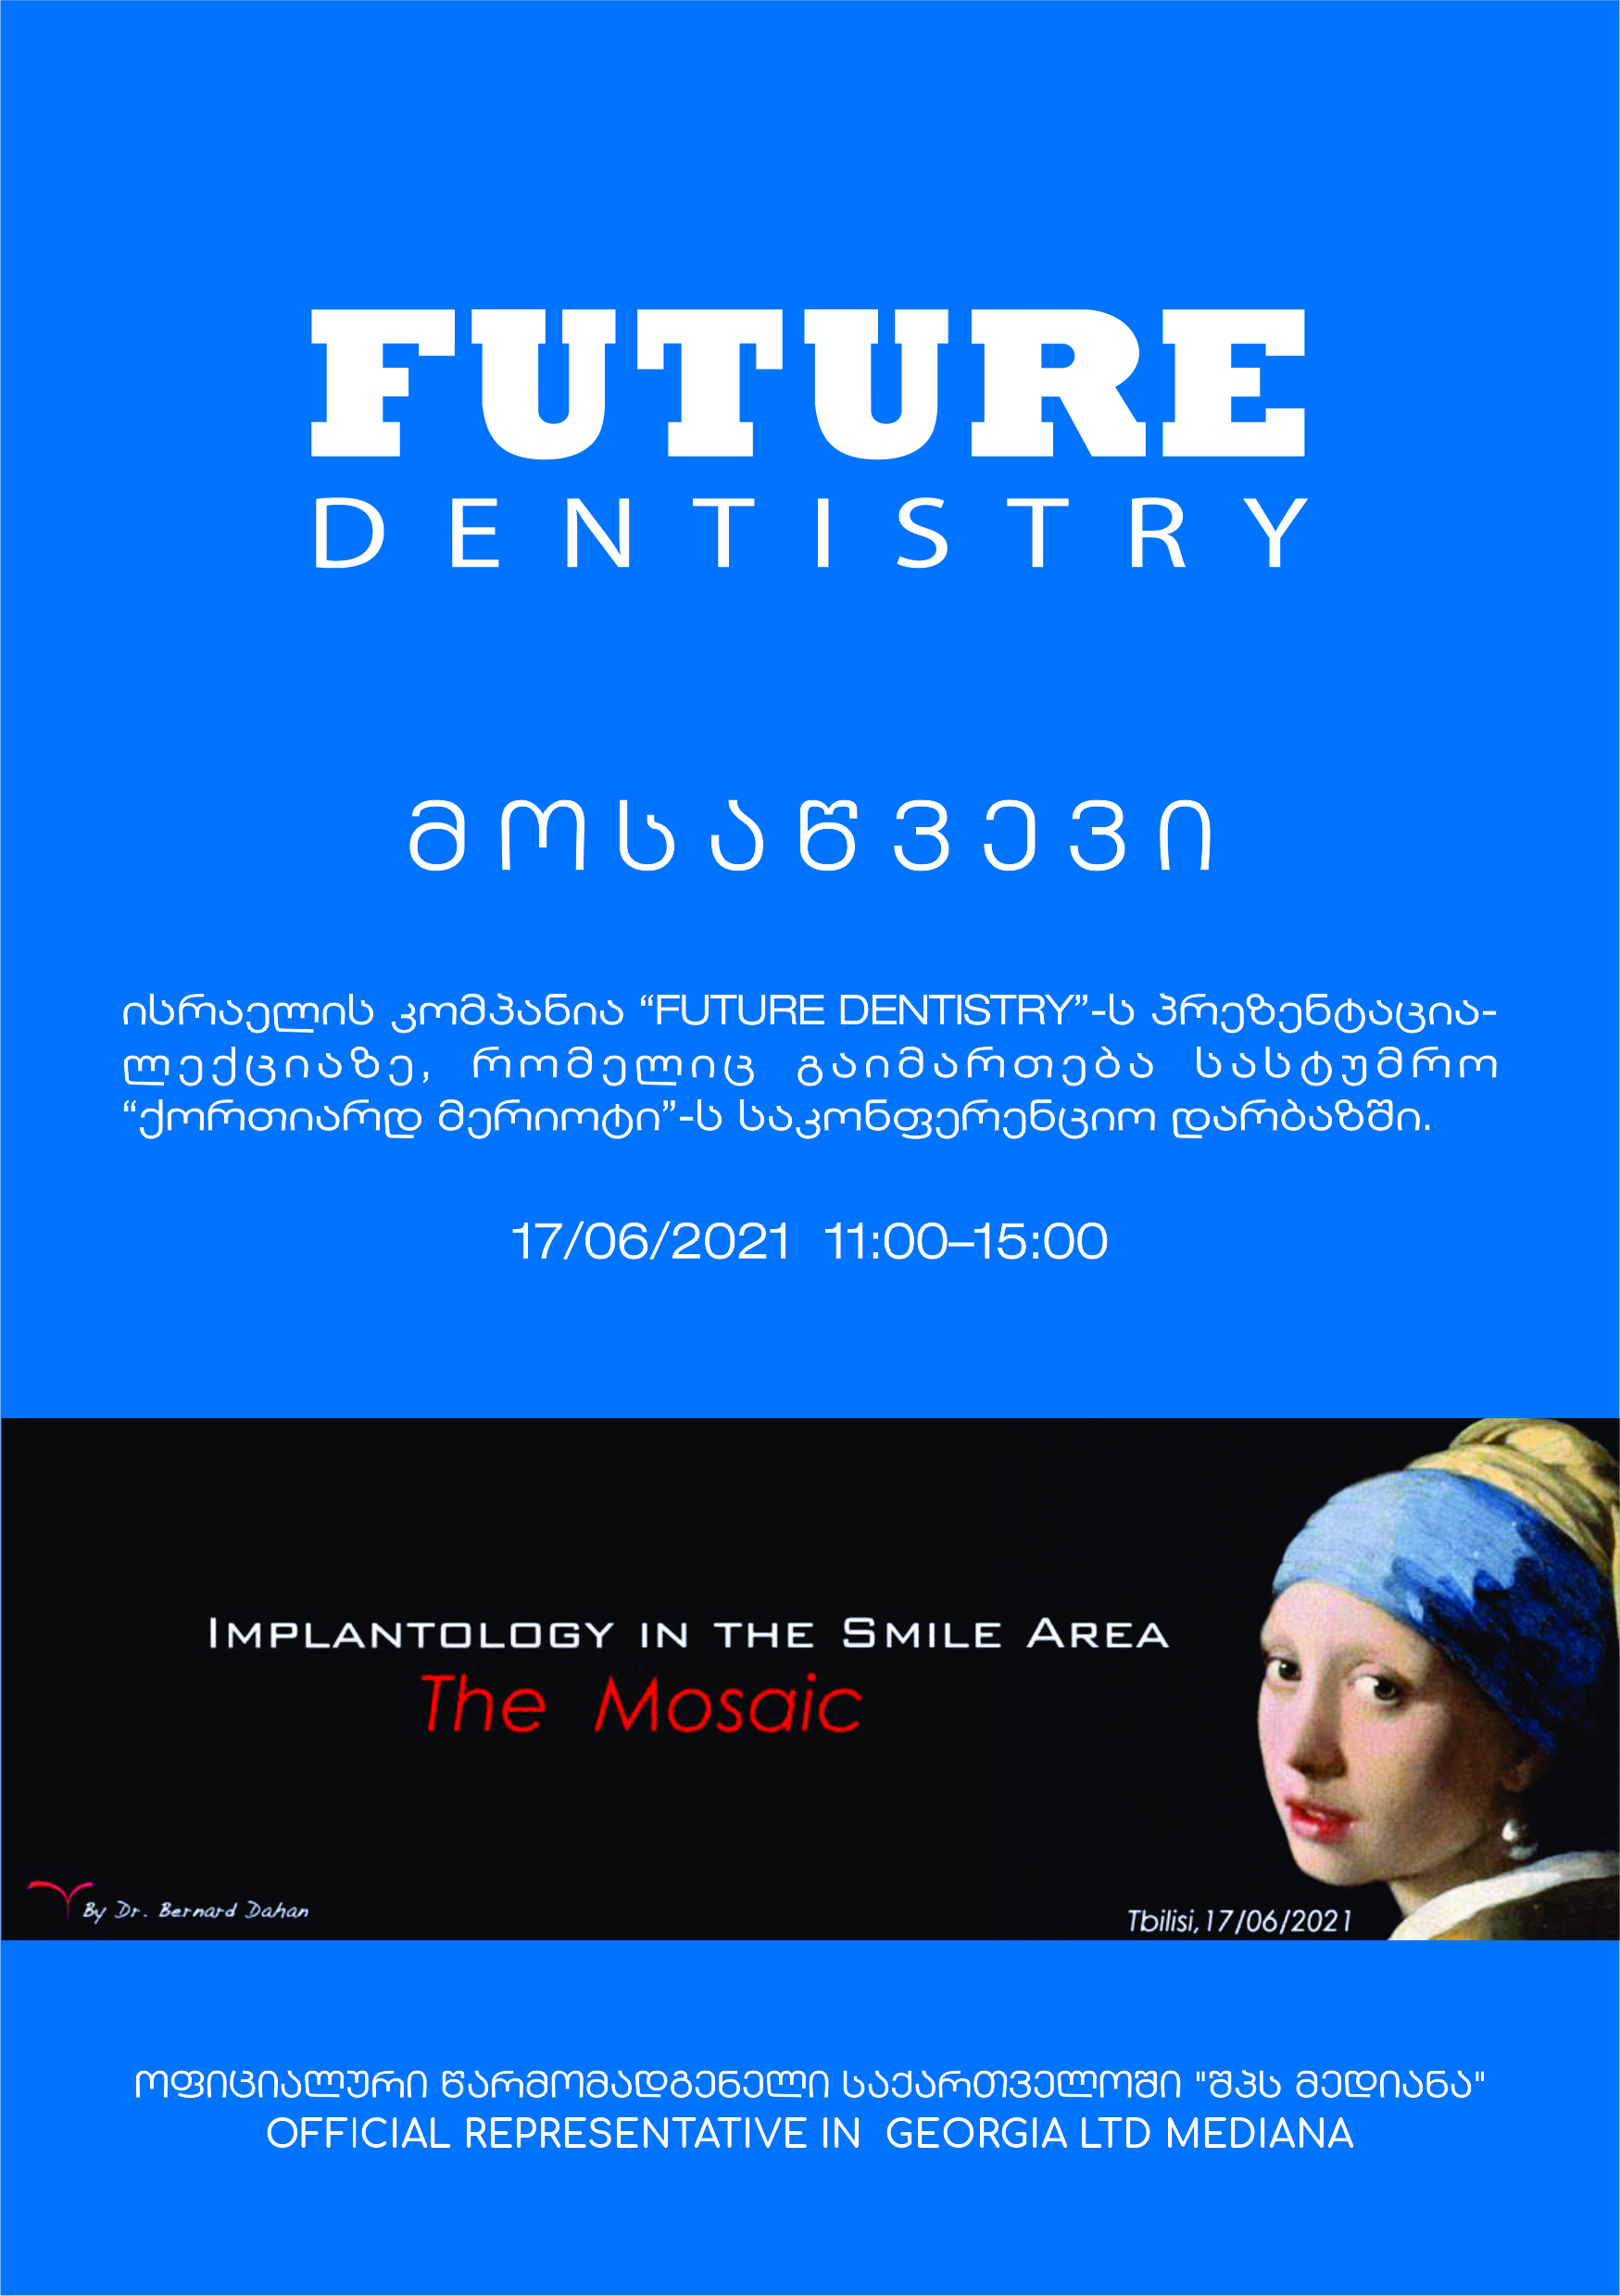 FUTURE
DENTISTRY
მოსაწვევი
ისრაელის კომპანია “FUTURE DENTISTRY”-ს პრეზენტაცია-
ლექციაზე, რომელიც გაიმართება სასტუმრო
“ქორთიარდ მერიოტი”-ს საკონფერენციო დარბაზში.
17/06/2021 11:00–15:00
IMPLANTOLOGY IN THE SMILE AREA
The Mosaic
By Dr. Bernard Dahan
Tbilisi, 17/06/2021
ოფიციალური წარმომადგენელი საქართველოში "შპს მედიანა"
OFFICIAL REPRESENTATIVE IN GEORGIA LTD MEDIANA